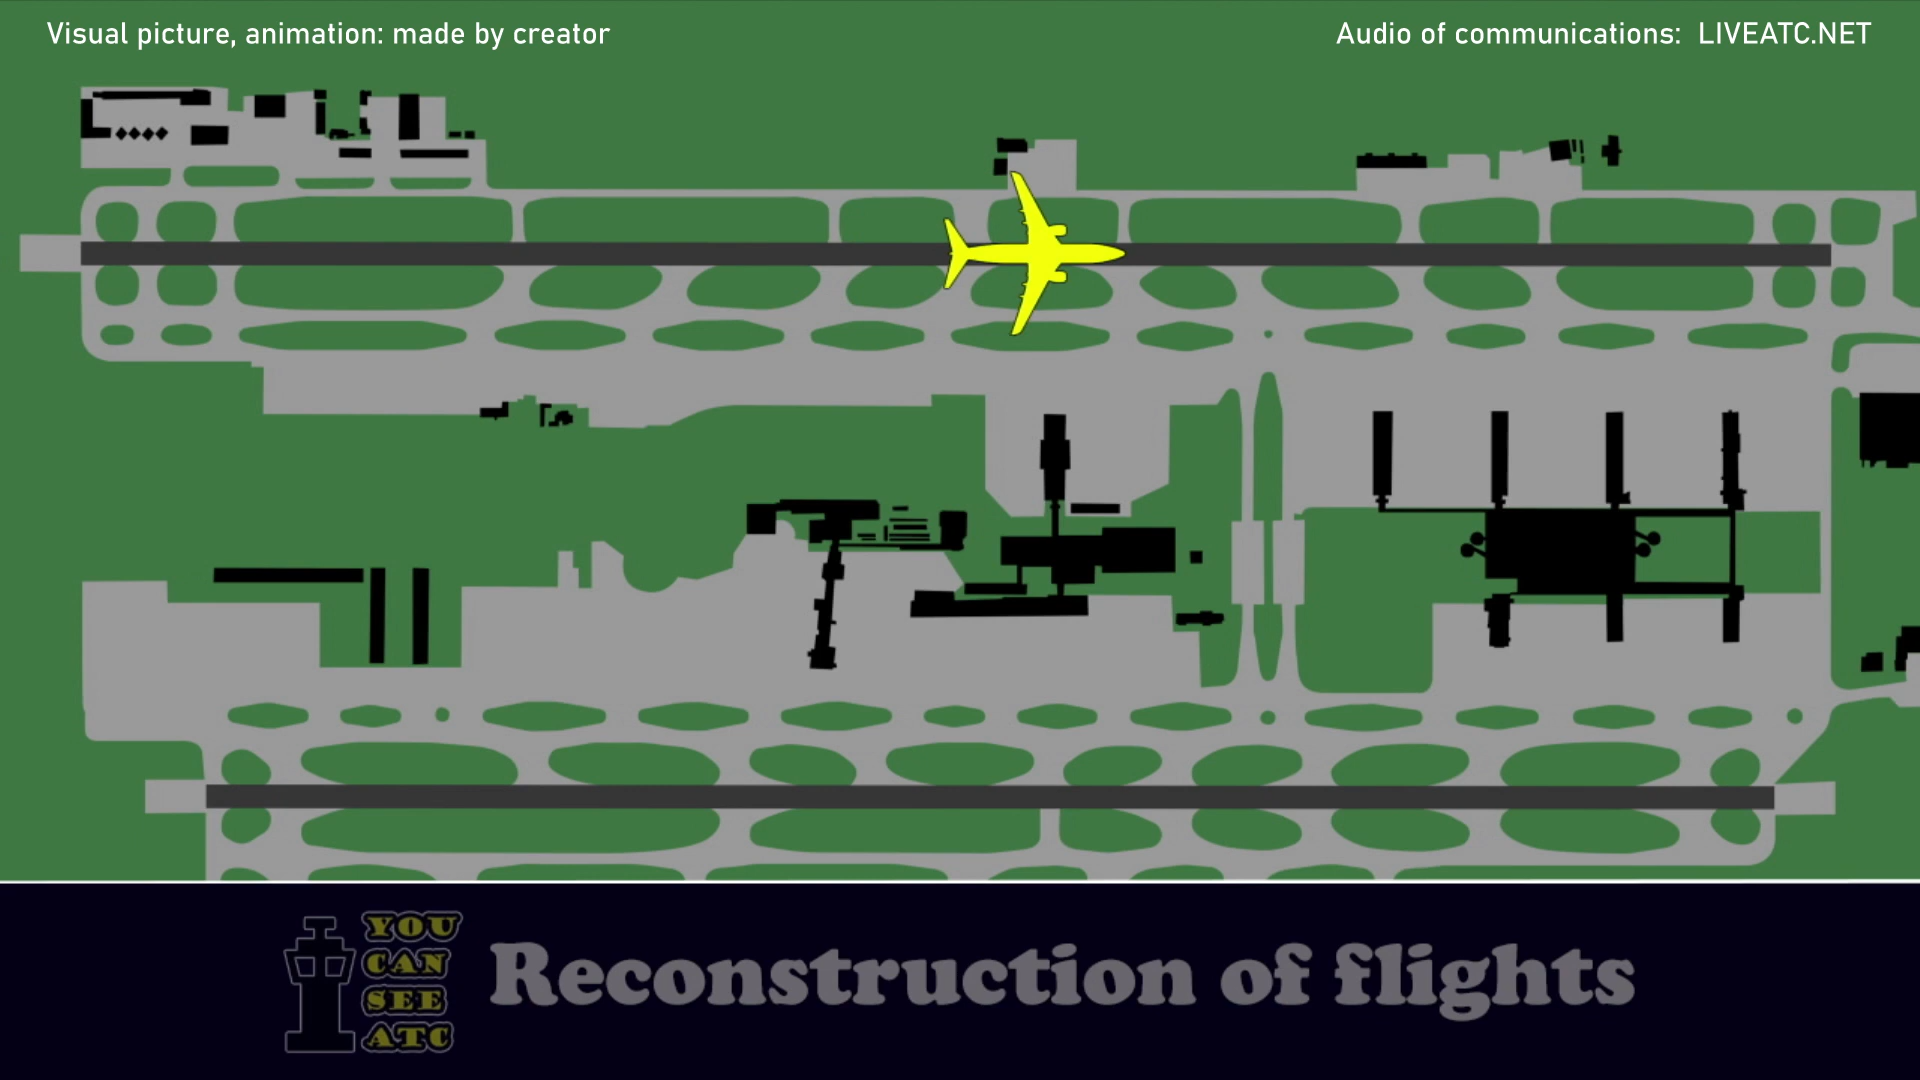 Visual picture, animation: made by creator
Audio of communications: LIVEATC.NET
YOU
CAN
SEE
ATC
Reconstruction of flights